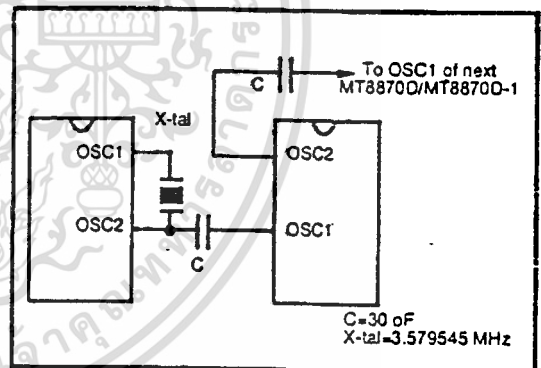 To OSC1 of next
MT8870D/MT8870D-1
C
X-tal
OSC1
OSC2
OSC2
OSC1
C
C=30 pF
X-tal=3.579545 MHz